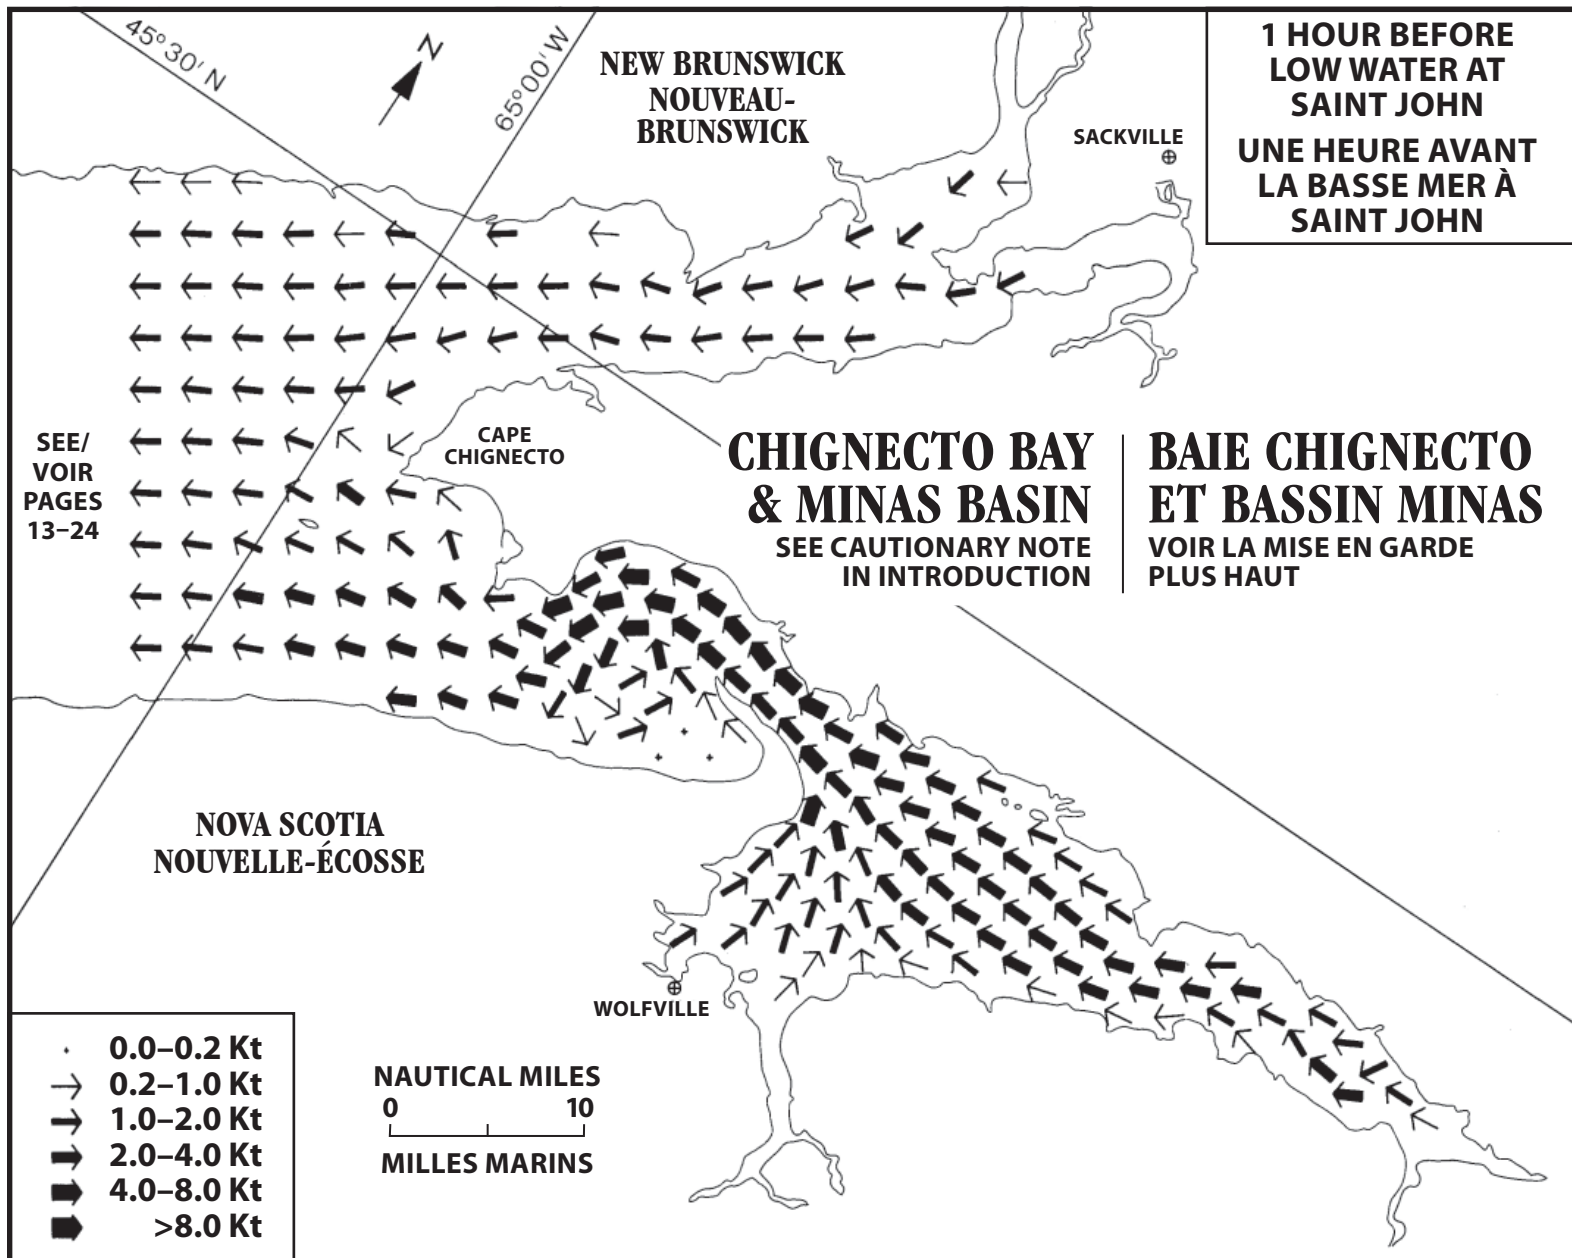 45°30' N
N
65°00' W
NEW BRUNSWICK
NOUVEAU-
BRUNSWICK
SACKVILLE
1 HOUR BEFORE
LOW WATER AT
SAINT JOHN
UNE HEURE AVANT
LA BASSE MER À
SAINT JOHN
SEE/
VOIR
PAGES
13–24
CAPE
CHIGNECTO
CHIGNECTO BAY
& MINAS BASIN
SEE CAUTIONARY NOTE
IN INTRODUCTION
BAIE CHIGNECTO
ET BASSIN MINAS
VOIR LA MISE EN GARDE
PLUS HAUT
NOVA SCOTIA
NOUVELLE-ÉCOSSE
WOLFVILLE
0.0–0.2 Kt
0.2–1.0 Kt
1.0–2.0 Kt
2.0–4.0 Kt
4.0–8.0 Kt
>8.0 Kt
NAUTICAL MILES
0 10
MILLES MARINS